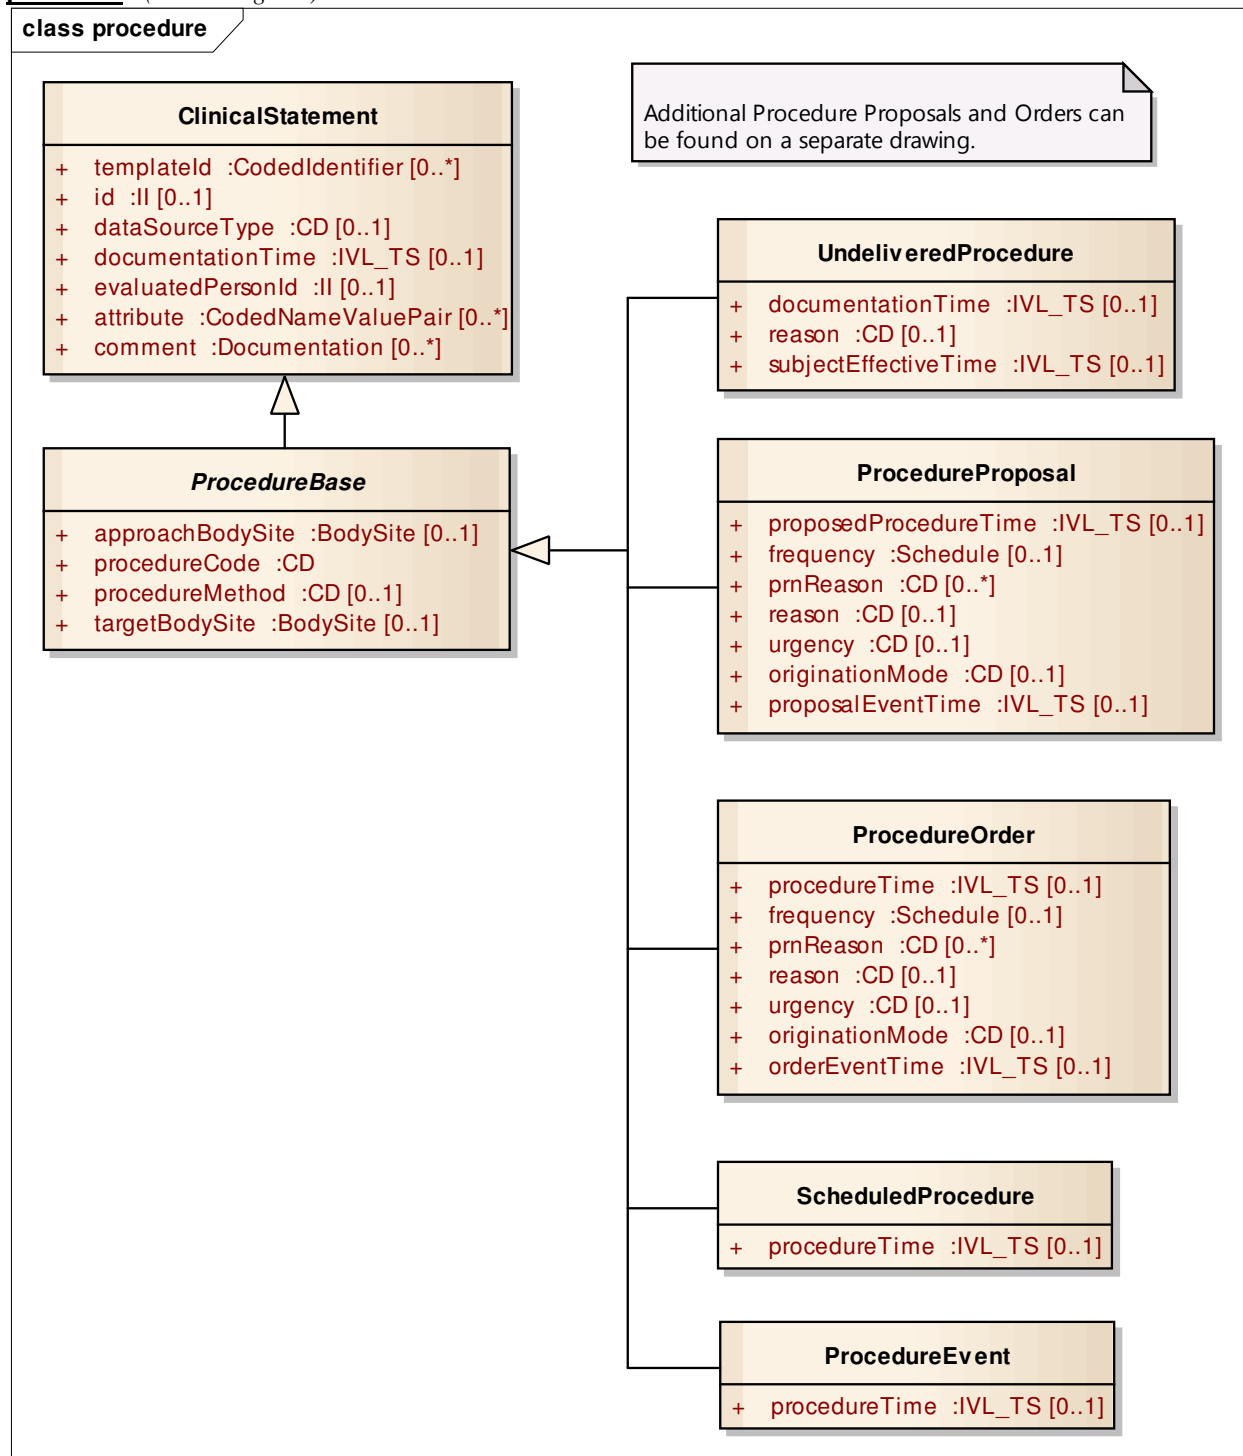 class procedure
ClinicalStatement
+ templateId :CodedIdentifier [0..*]
+ id :II [0..1]
+ dataSourceType :CD [0..1]
+ documentationTime :IVL_TS [0..1]
+ evaluatedPersonId :II [0..1]
+ attribute :CodedNameValuePair [0..*]
+ comment :Documentation [0..*]
Additional Procedure Proposals and Orders can
be found on a separate drawing.
ProcedureBase
+ approachBodySite :BodySite [0..1]
+ procedureCode :CD
+ procedureMethod :CD [0..1]
+ targetBodySite :BodySite [0..1]
UndeliveredProcedure
+ documentationTime :IVL_TS [0..1]
+ reason :CD [0..1]
+ subjectEffectiveTime :IVL_TS [0..1]
ProcedureProposal
+ proposedProcedureTime :IVL_TS [0..1]
+ frequency :Schedule [0..1]
+ prnReason :CD [0..*]
+ reason :CD [0..1]
+ urgency :CD [0..1]
+ originationMode :CD [0..1]
+ proposalEventTime :IVL_TS [0..1]
ProcedureOrder
+ procedureTime :IVL_TS [0..1]
+ frequency :Schedule [0..1]
+ prnReason :CD [0..*]
+ reason :CD [0..1]
+ urgency :CD [0..1]
+ originationMode :CD [0..1]
+ orderEventTime :IVL_TS [0..1]
ScheduledProcedure
+ procedureTime :IVL_TS [0..1]
ProcedureEvent
+ procedureTime :IVL_TS [0..1]